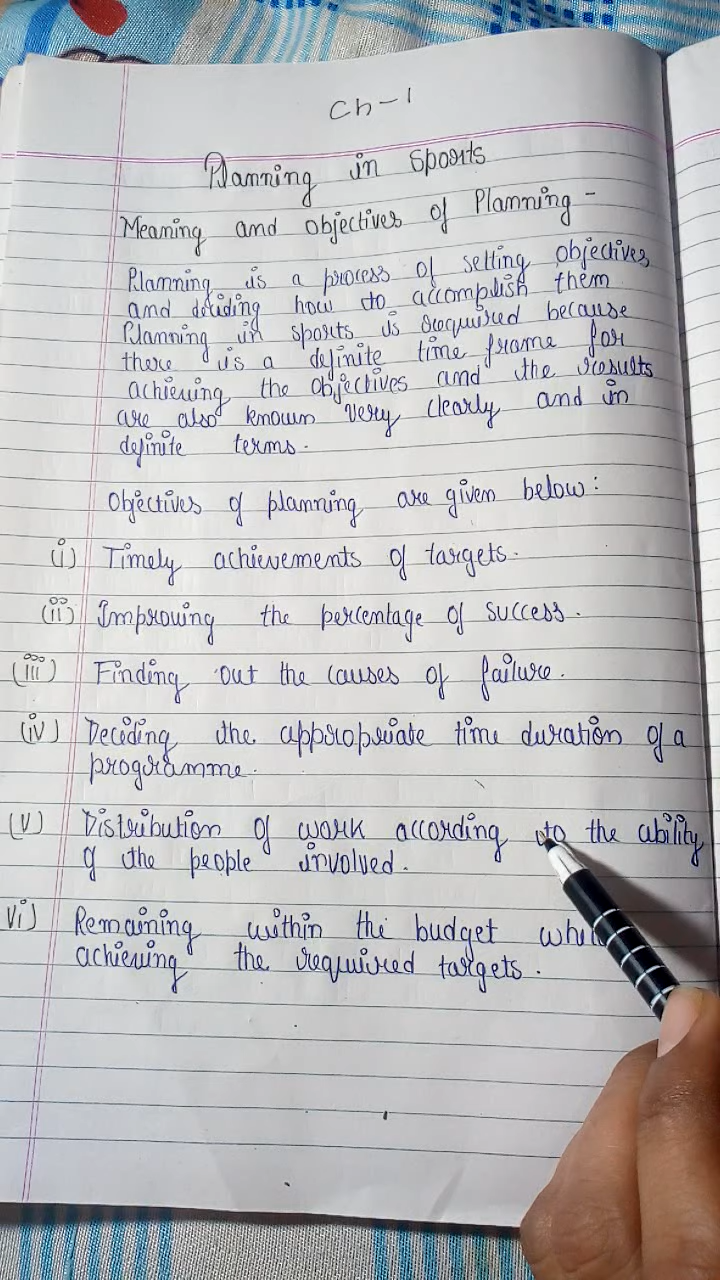 Ch-1
Planning in Sports
Meaning and objectives of Planning -
Planning is a process of setting objectives
and deciding how to accomplish them
Planning in sports is required because
there is a definite time frame for
achieving the objectives and the results
are also known very clearly and in
definite terms.
Objectives of planning are given below:
(i) Timely achievements of targets.
(ii) Improving the percentage of success.
(iii) Finding out the causes of failure.
(iv) Deciding the appropriate time duration of a
programme.
(v) Distribution of work according to the ability
of the people involved.
vi) Remaining within the budget
achieving the required targets.